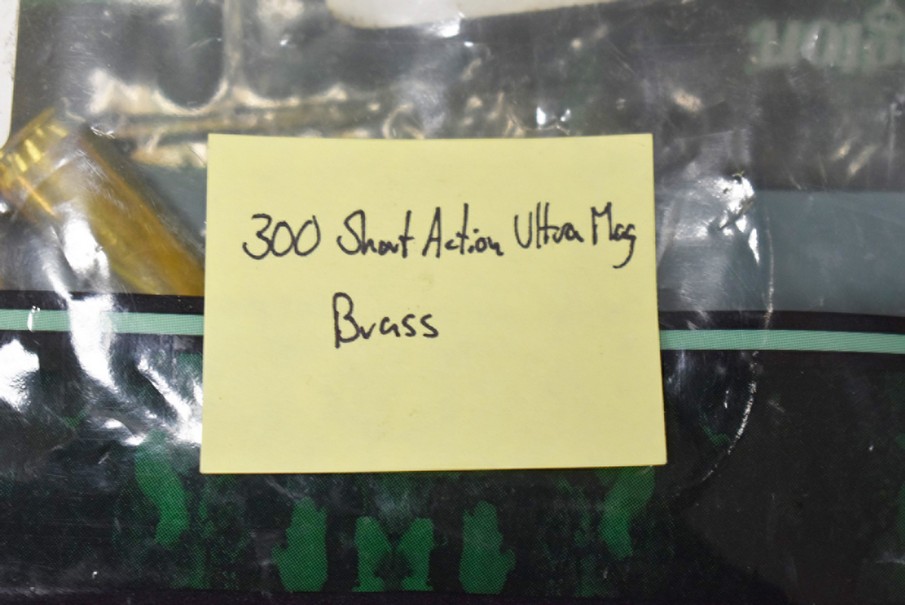 300 Short Action Ultra Mag
Brass